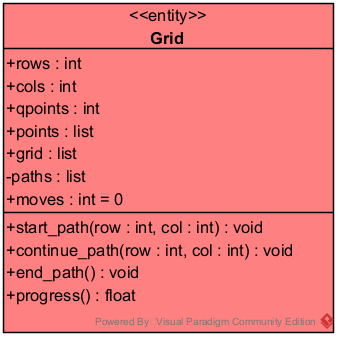 <<entity>>
Grid
+rows : int
+cols : int
+qpoints : int
+points : list
+grid : list
-paths : list
+moves : int = 0
+start_path(row : int, col : int) : void
+continue_path(row : int, col : int) : void
+end_path() : void
+progress() : float
Powered By: Visual Paradigm Community Edition